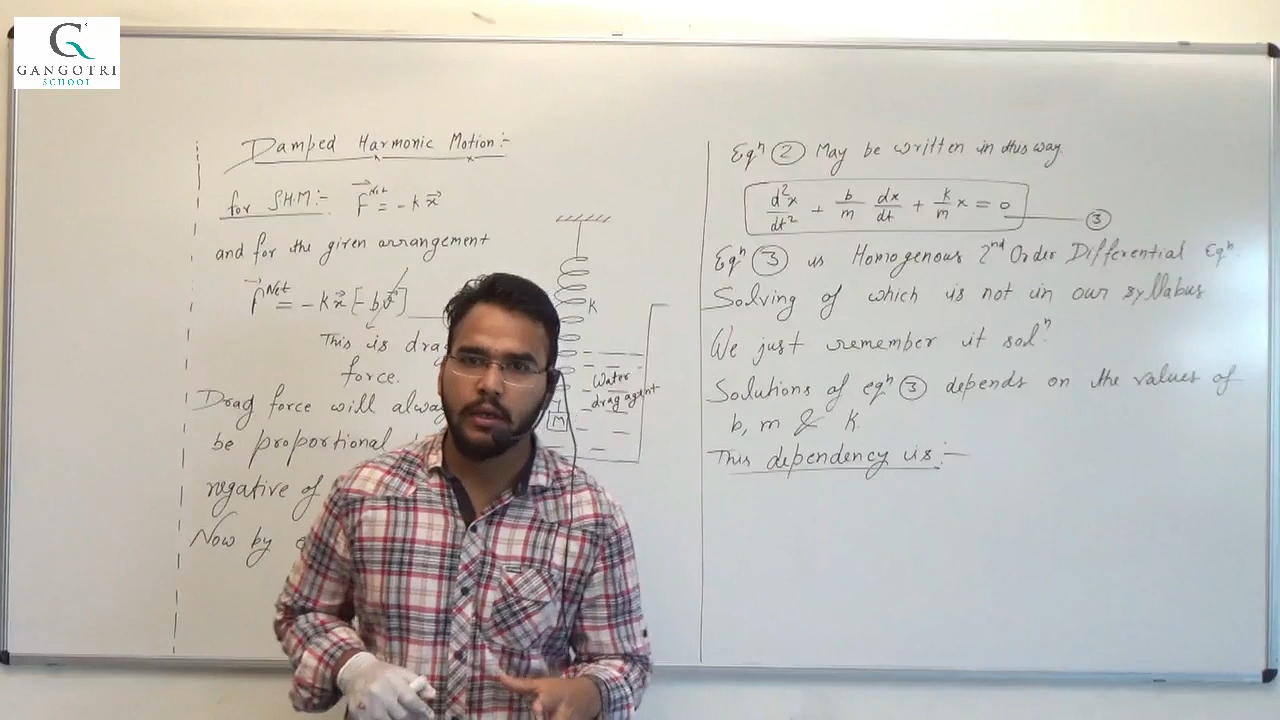 GANGOTRI
SCHOOL
Damped Harmonic Motion:-
for S.H.M:- F^Net = -kx
and for the given arrangement
F^Net = -kx [-bv]
This is drag
force.
Drag force will alway
be proportional
negative of
Now by
K
Water
drag agent
M
Eqⁿ ② May be written in this way
d²x/dt² + b/m dx/dt + k/m x = 0 ③
Eqⁿ ③ is Homogenous 2nd Order Differential Eqⁿ.
Solving of which is not in our syllabus
We just remember it solⁿ.
Solutions of eqⁿ ③ depends on the values of
b, m & k.
This dependency is:-